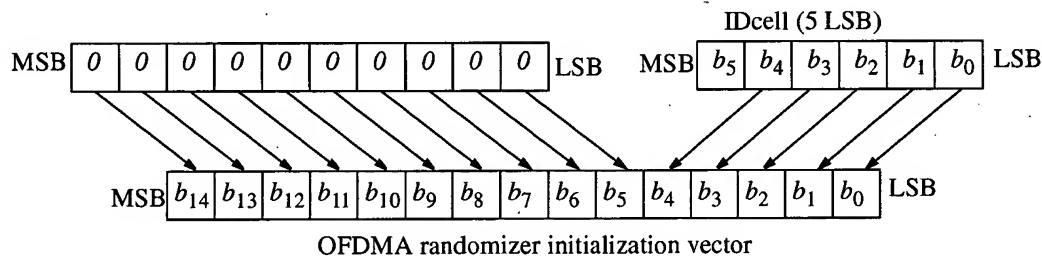 IDcell (5 LSB)
MSB 0 0 0 0 0 0 0 0 0 0 LSB
MSB b5 b4 b3 b2 b1 b0 LSB
MSB b14 b13 b12 b11 b10 b9 b8 b7 b6 b5 b4 b3 b2 b1 b0 LSB
OFDMA randomizer initialization vector